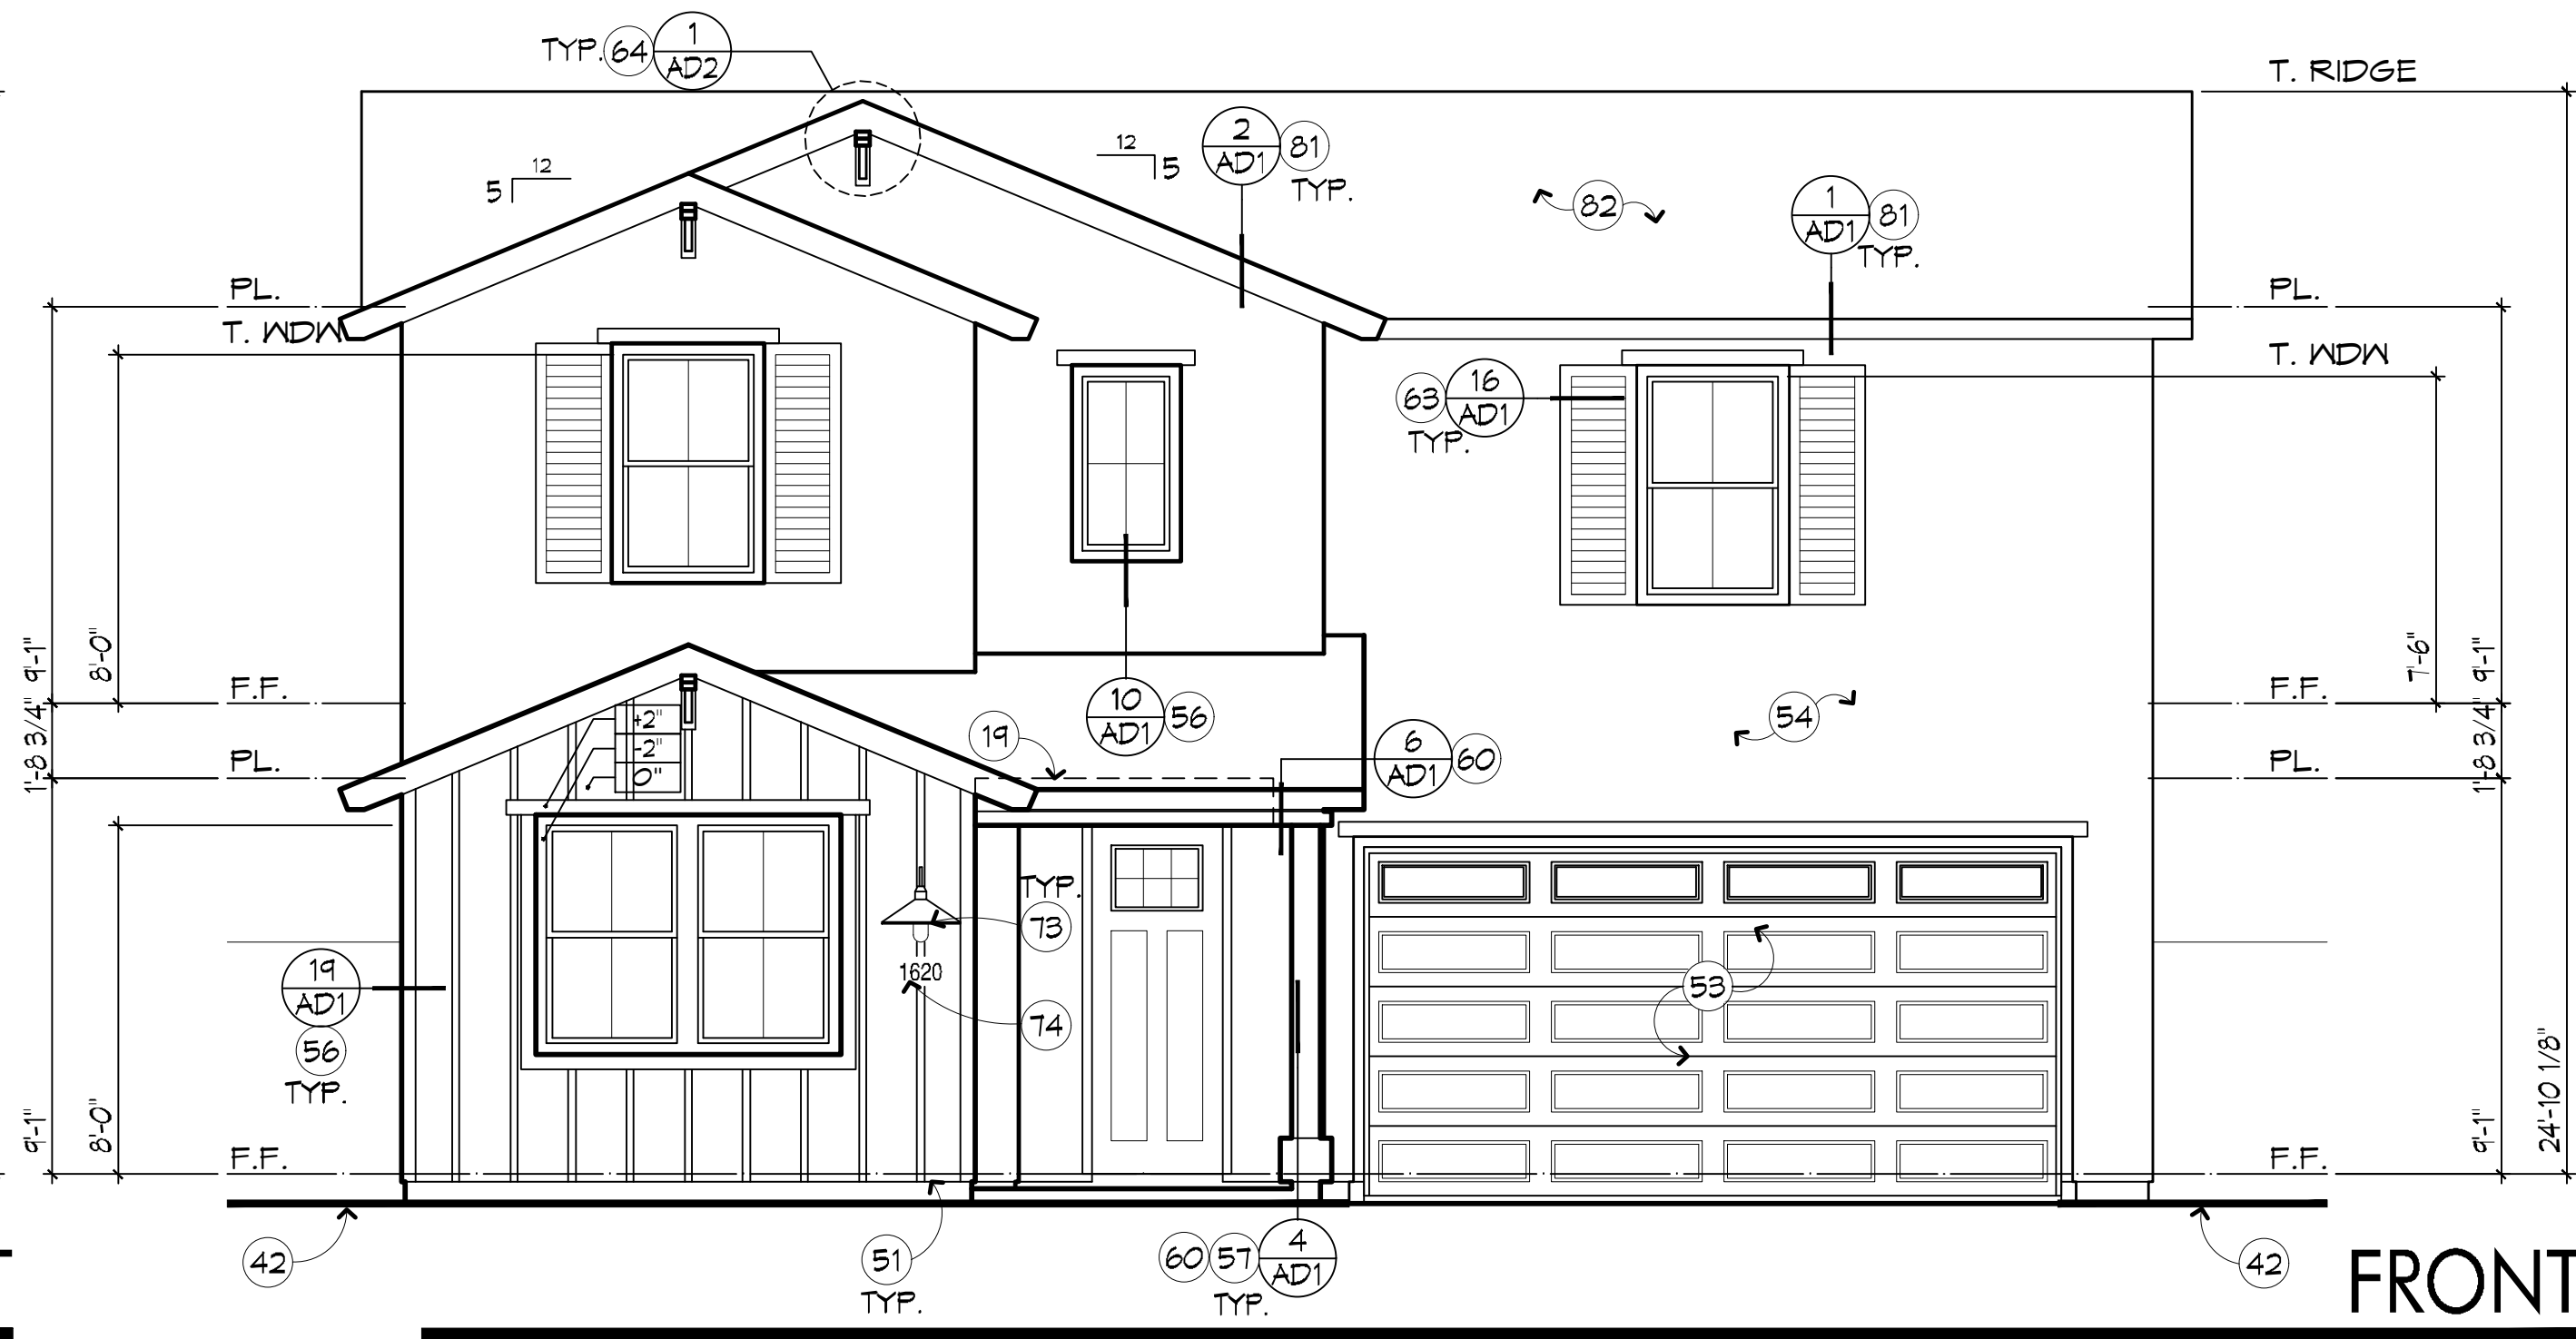 TYP. 64 1
AD2
T. RIDGE
12
5
12
5
2 81
AD1
TYP.
82
1 81
AD1
TYP.
PL.
T. WDW
PL.
T. WDW
63 16
AD1
TYP.
9'-1"
8'-0"
7'-6"
9'-1"
F.F.
F.F.
1'-8 3/4"
1'-8 3/4"
PL.
PL.
+2"
-2"
0"
19
10 56
AD1
6 60
AD1
54
TYP.
73
1620
74
53
19
AD1
56
TYP.
9'-1"
8'-0"
9'-1"
24'-10 1/8"
F.F.
F.F.
42
51
TYP.
60 57 4
AD1
TYP.
42
FRONT